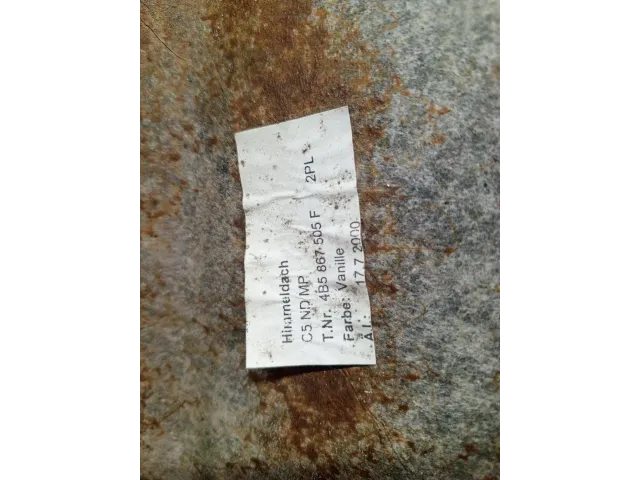 Himmeldach
C5 ND MP
T.Nr. 4B5 867 505 F 2PL
Farbe: Vanille
A.I.: 17 7 2000